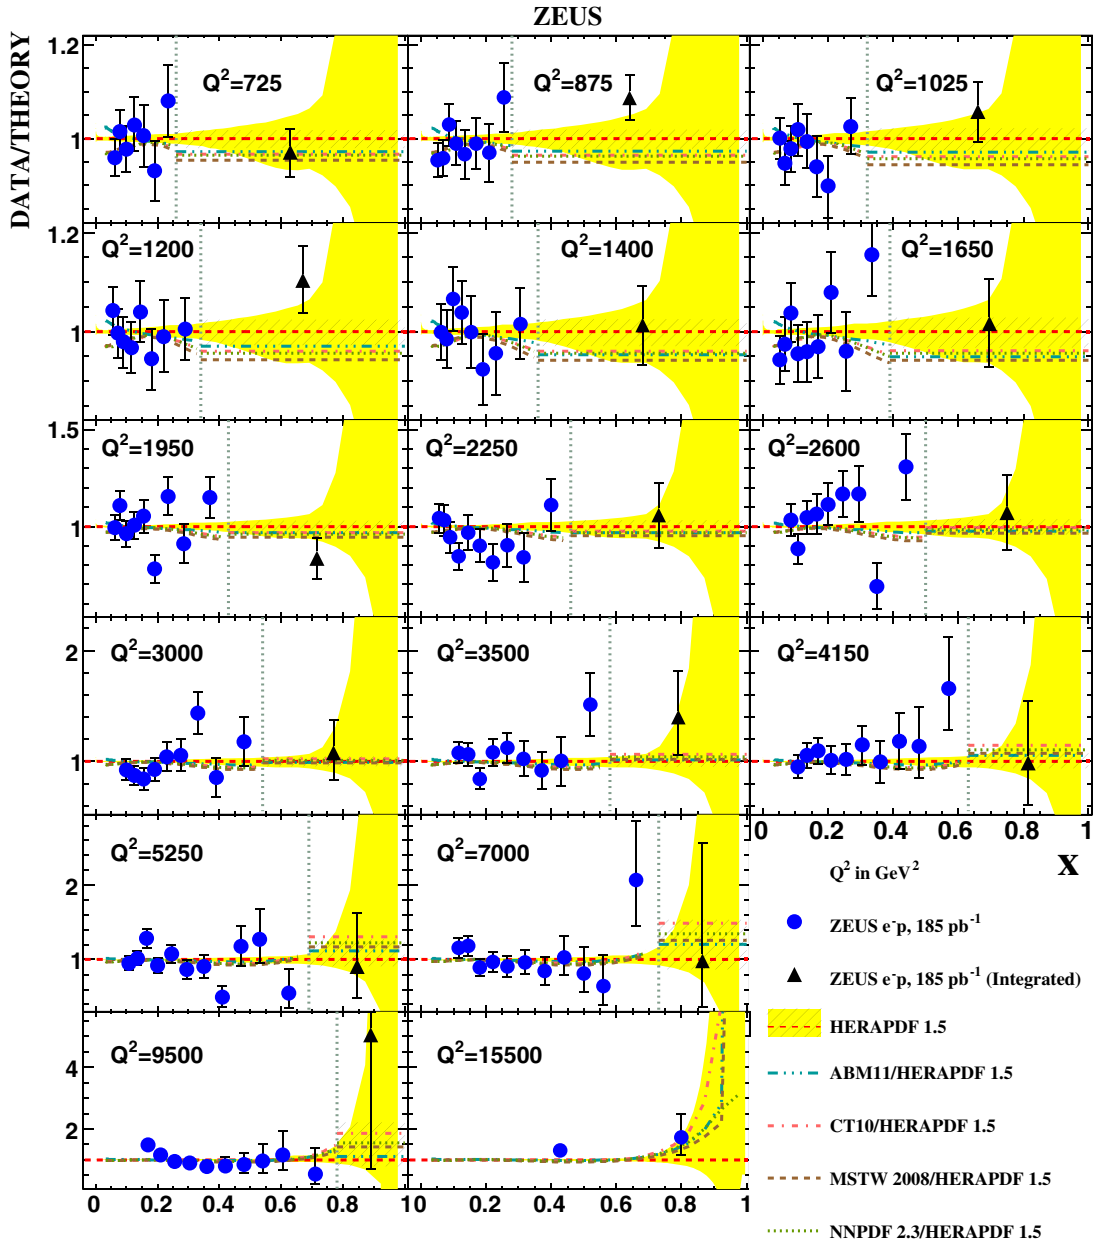 ZEUS
DATA/THEORY
1.2
1
Q²=725
Q²=875
Q²=1025
1.2
1
Q²=1200
Q²=1400
Q²=1650
1.5
1
Q²=1950
Q²=2250
Q²=2600
2
1
Q²=3000
Q²=3500
Q²=4150
0 0.2 0.4 0.6 0.8 1
x
2
1
Q²=5250
Q²=7000
4
2
Q²=9500
Q²=15500
0 0.2 0.4 0.6 0.8 1 0 0.2 0.4 0.6 0.8 1
Q² in GeV²
ZEUS e⁻p, 185 pb⁻¹
ZEUS e⁻p, 185 pb⁻¹ (Integrated)
HERAPDF 1.5
ABM11/HERAPDF 1.5
CT10/HERAPDF 1.5
MSTW 2008/HERAPDF 1.5
NNPDF 2.3/HERAPDF 1.5